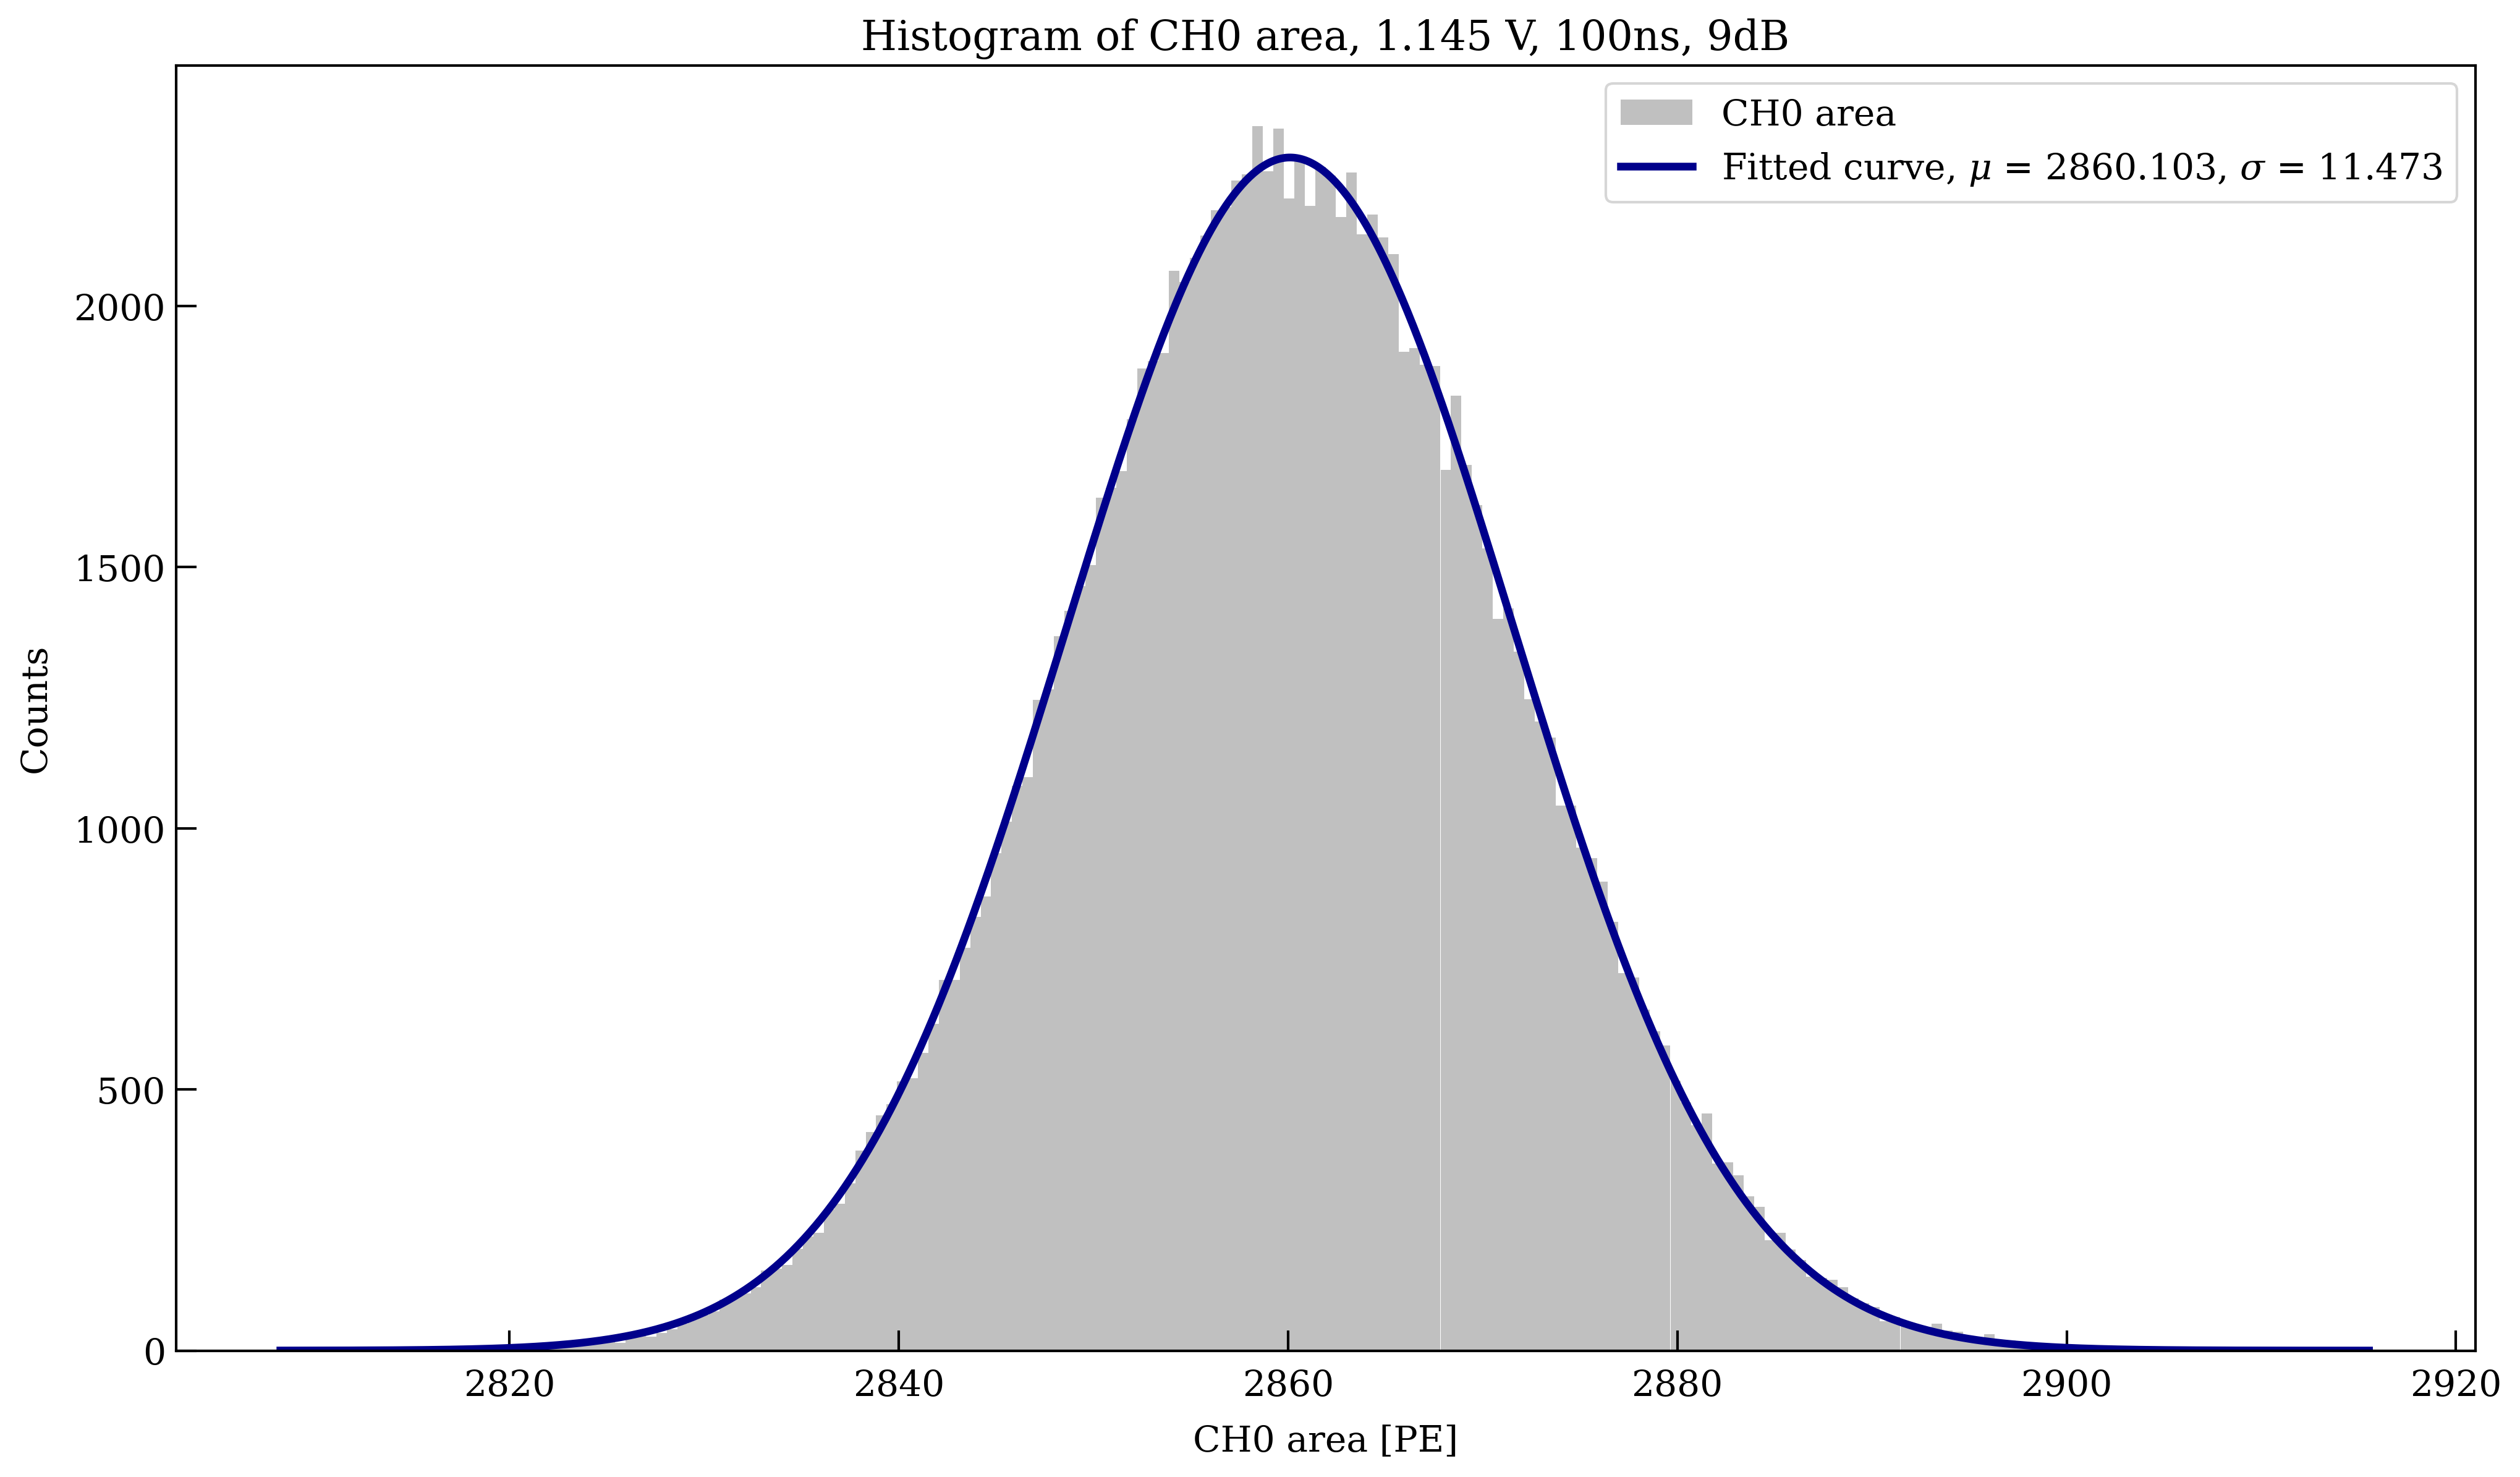 Histogram of CH0 area, 1.145 V, 100ns, 9dB
CH0 area
Fitted curve, μ = 2860.103, σ = 11.473
Counts
2000
1500
1000
500
0
2820 2840 2860 2880 2900 2920
CH0 area [PE]